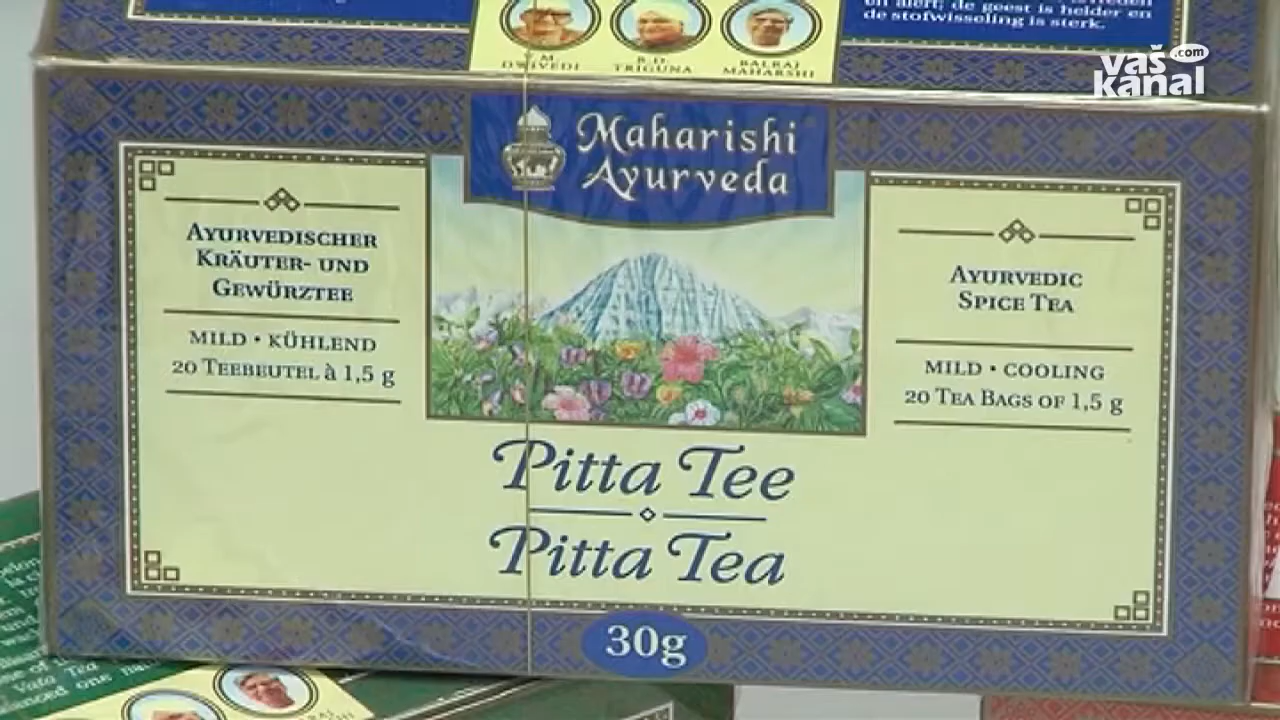 en alert; de geest is helder en
de stofwisseling is sterk.
DWIVEDI
B.D.
TRIGUNA
BALRAJ
MAHARSHI
vaš
.com
kanal
Maharishi
Ayurveda
Ayurvedischer
Kräuter- und
Gewürztee
mild • kühlend
20 Teebeutel à 1,5 g
Ayurvedic
Spice Tea
mild • cooling
20 Tea Bags of 1,5 g
Pitta Tee
Pitta Tea
30g
Vata Tea